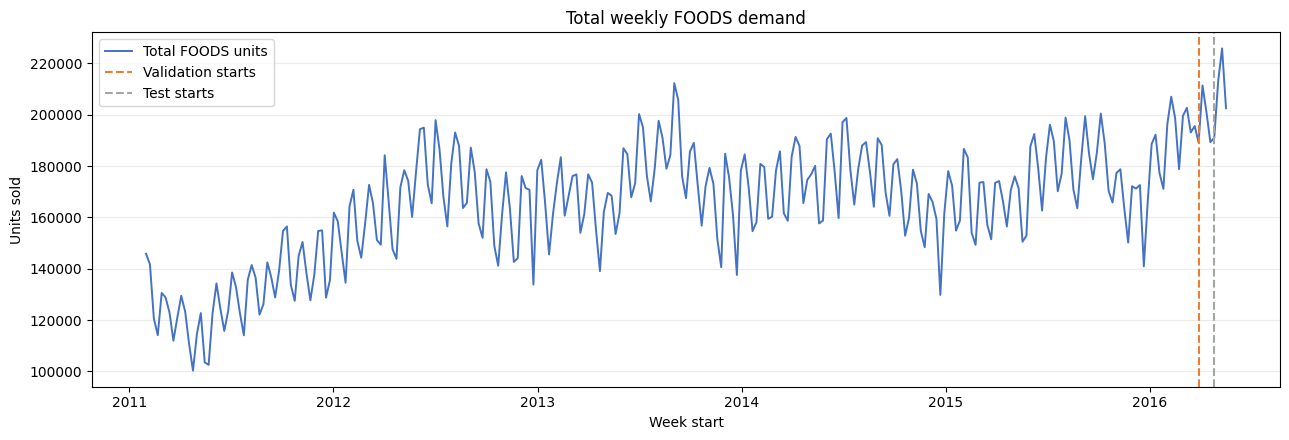 Total weekly FOODS demand
Total FOODS units
Validation starts
Test starts
Units sold
220000
200000
180000
160000
140000
120000
100000
2011
2012
2013
2014
2015
2016
Week start